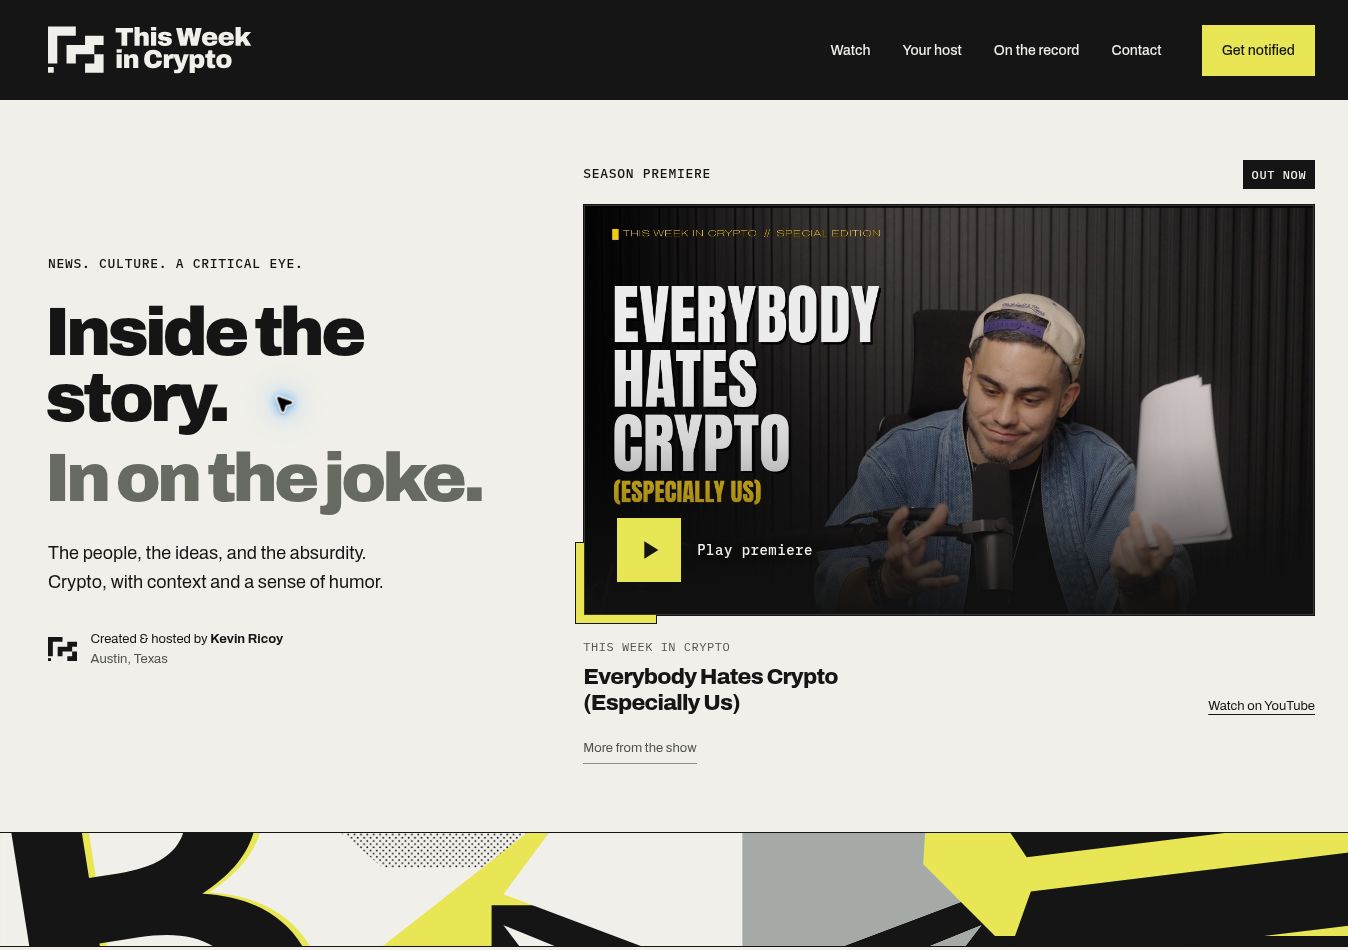 This Week
in Crypto
Watch
Your host
On the record
Contact
Get notified
NEWS. CULTURE. A CRITICAL EYE.
Inside the
story.
In on the joke.
The people, the ideas, and the absurdity.
Crypto, with context and a sense of humor.
Created & hosted by Kevin Ricoy
Austin, Texas
SEASON PREMIERE
OUT NOW
THIS WEEK IN CRYPTO // SPECIAL EDITION
EVERYBODY
HATES
CRYPTO
(ESPECIALLY US)
Play premiere
THIS WEEK IN CRYPTO
Everybody Hates Crypto
(Especially Us)
Watch on YouTube
More from the show